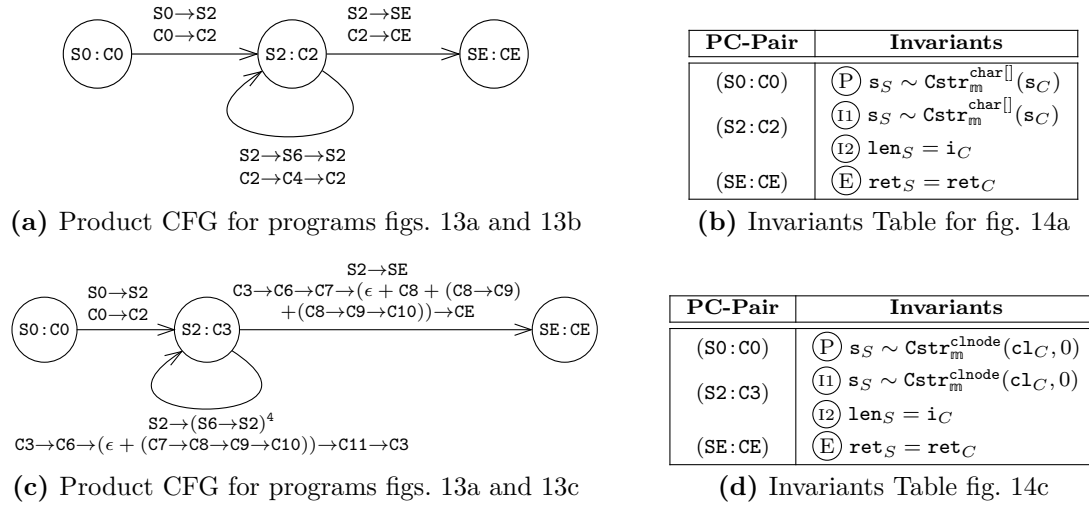 S0→S2
C0→C2
S2→SE
C2→CE
S0:C0
S2:C2
SE:CE
S2→S6→S2
C2→C4→C2
(a) Product CFG for programs figs. 13a and 13b
PC-Pair Invariants
(S0:C0) Ⓟ s_S ∼ Cstr_𝕞^{char[]}(s_C)
(S2:C2) (I1) s_S ∼ Cstr_𝕞^{char[]}(s_C)
(I2) len_S = i_C
(SE:CE) Ⓔ ret_S = ret_C
(b) Invariants Table for fig. 14a
S0→S2
C0→C2
S2→SE
C3→C6→C7→(ϵ + C8 + (C8→C9)
+(C8→C9→C10))→CE
S0:C0
S2:C3
SE:CE
S2→(S6→S2)⁴
C3→C6→(ϵ + (C7→C8→C9→C10))→C11→C3
(c) Product CFG for programs figs. 13a and 13c
PC-Pair Invariants
(S0:C0) Ⓟ s_S ∼ Cstr_𝕞^{clnode}(cl_C, 0)
(S2:C3) (I1) s_S ∼ Cstr_𝕞^{clnode}(cl_C, 0)
(I2) len_S = i_C
(SE:CE) Ⓔ ret_S = ret_C
(d) Invariants Table fig. 14c